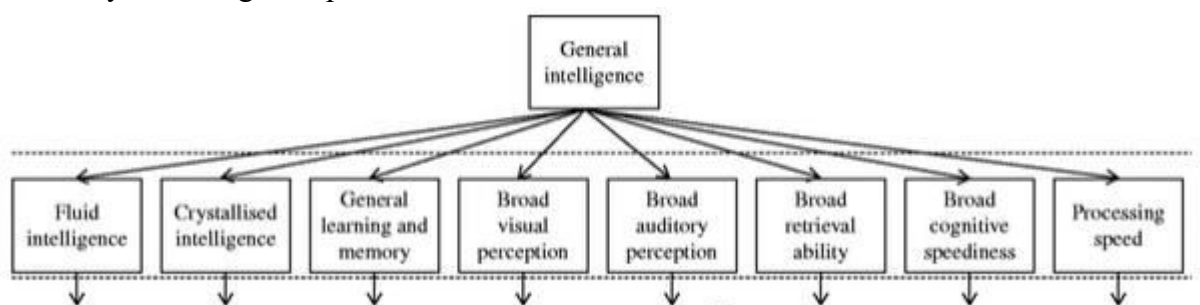 General
intelligence
Fluid
intelligence
Crystallised
intelligence
General
learning and
memory
Broad
visual
perception
Broad
auditory
perception
Broad
retrieval
ability
Broad
cognitive
speediness
Processing
speed